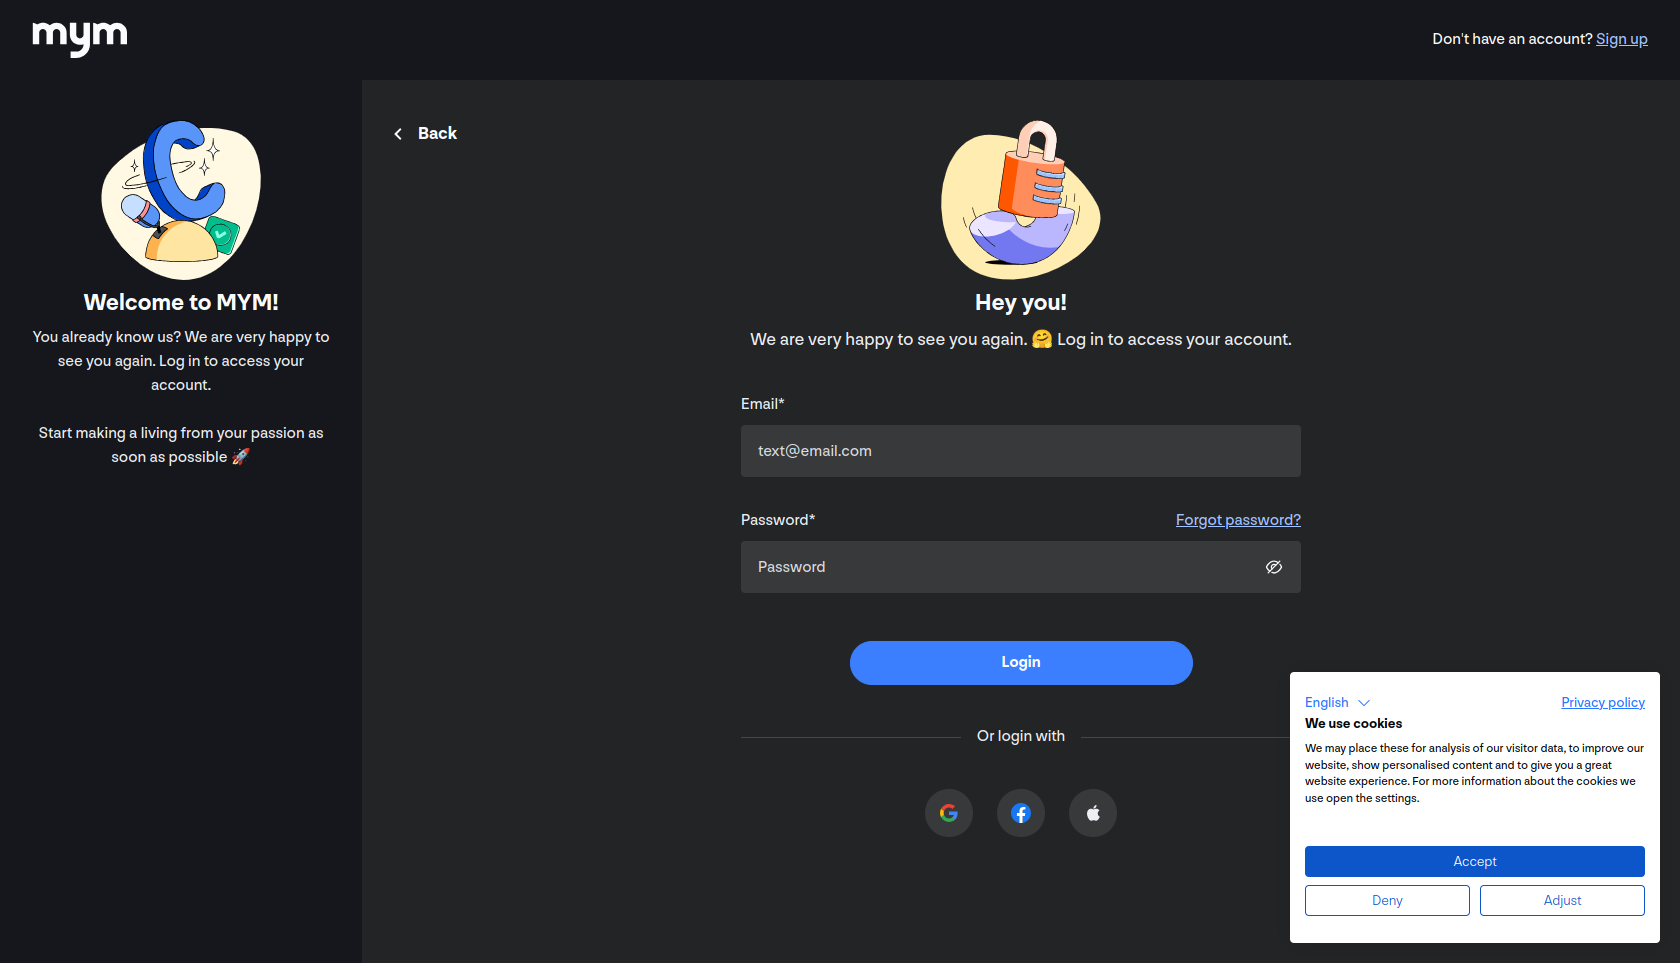 mym
Don't have an account? Sign up
Welcome to MYM!
You already know us? We are very happy to
see you again. Log in to access your
account.
Start making a living from your passion as
soon as possible 🚀
Back
Hey you!
We are very happy to see you again. 🤗 Log in to access your account.
Email*
text@email.com
Password*
Forgot password?
Password
Login
Or login with
English
Privacy policy
We use cookies
We may place these for analysis of our visitor data, to improve our
website, show personalised content and to give you a great
website experience. For more information about the cookies we
use open the settings.
Accept
Deny
Adjust